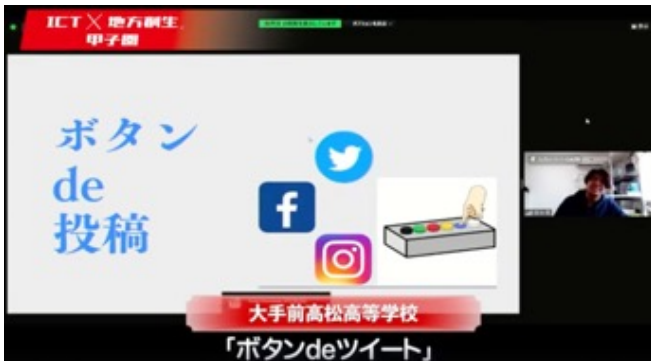 ICT×地方創生
甲子園
ボタン
de
投稿
f
大手前高松高等学校
「ボタンdeツイート」